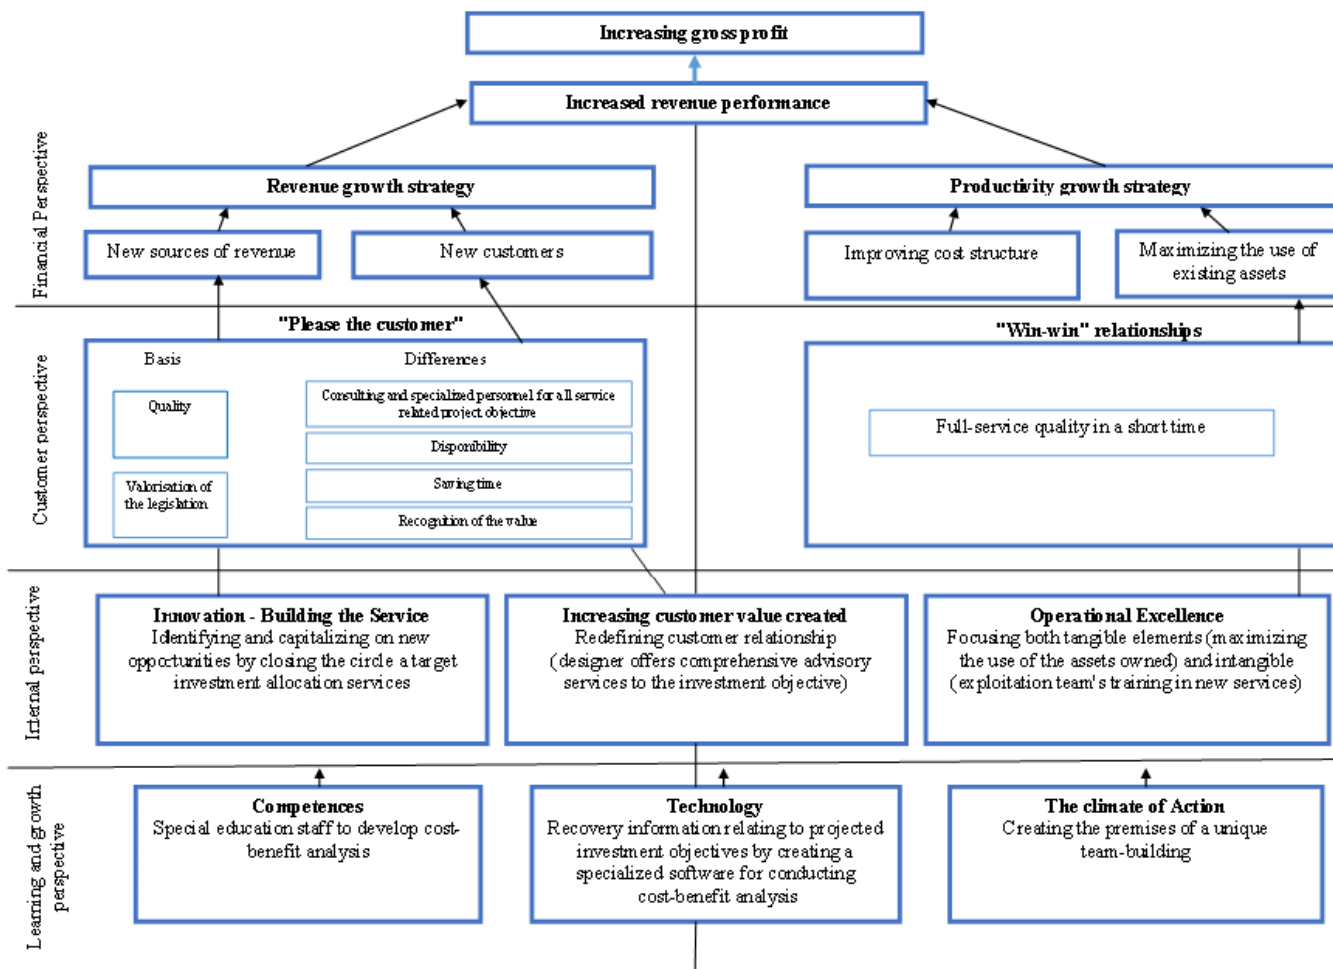 Increasing gross profit
Increased revenue performance
Financial Perspective
Revenue growth strategy
Productivity growth strategy
New sources of revenue
New customers
Improving cost structure
Maximizing the use of
existing assets
Customer perspective
"Please the customer"
"Win-win" relationships
Basis
Differences
Quality
Valorisation of
the legislation
Consulting and specialized personnel for all service
related project objective
Disponibility
Saving time
Recognition of the value
Full-service quality in a short time
Internal perspective
Innovation - Building the Service
Identifying and capitalizing on new
opportunities by closing the circle a target
investment allocation services
Increasing customer value created
Redefining customer relationship
(designer offers comprehensive advisory
services to the investment objective)
Operational Excellence
Focusing both tangible elements (maximizing
the use of the assets owned) and intangible
(exploitation team's training in new services)
Learning and growth
perspective
Competences
Special education staff to develop cost-
benefit analysis
Technology
Recovery information relating to projected
investment objectives by creating a
specialized software for conducting
cost-benefit analysis
The climate of Action
Creating the premises of a unique
team-building